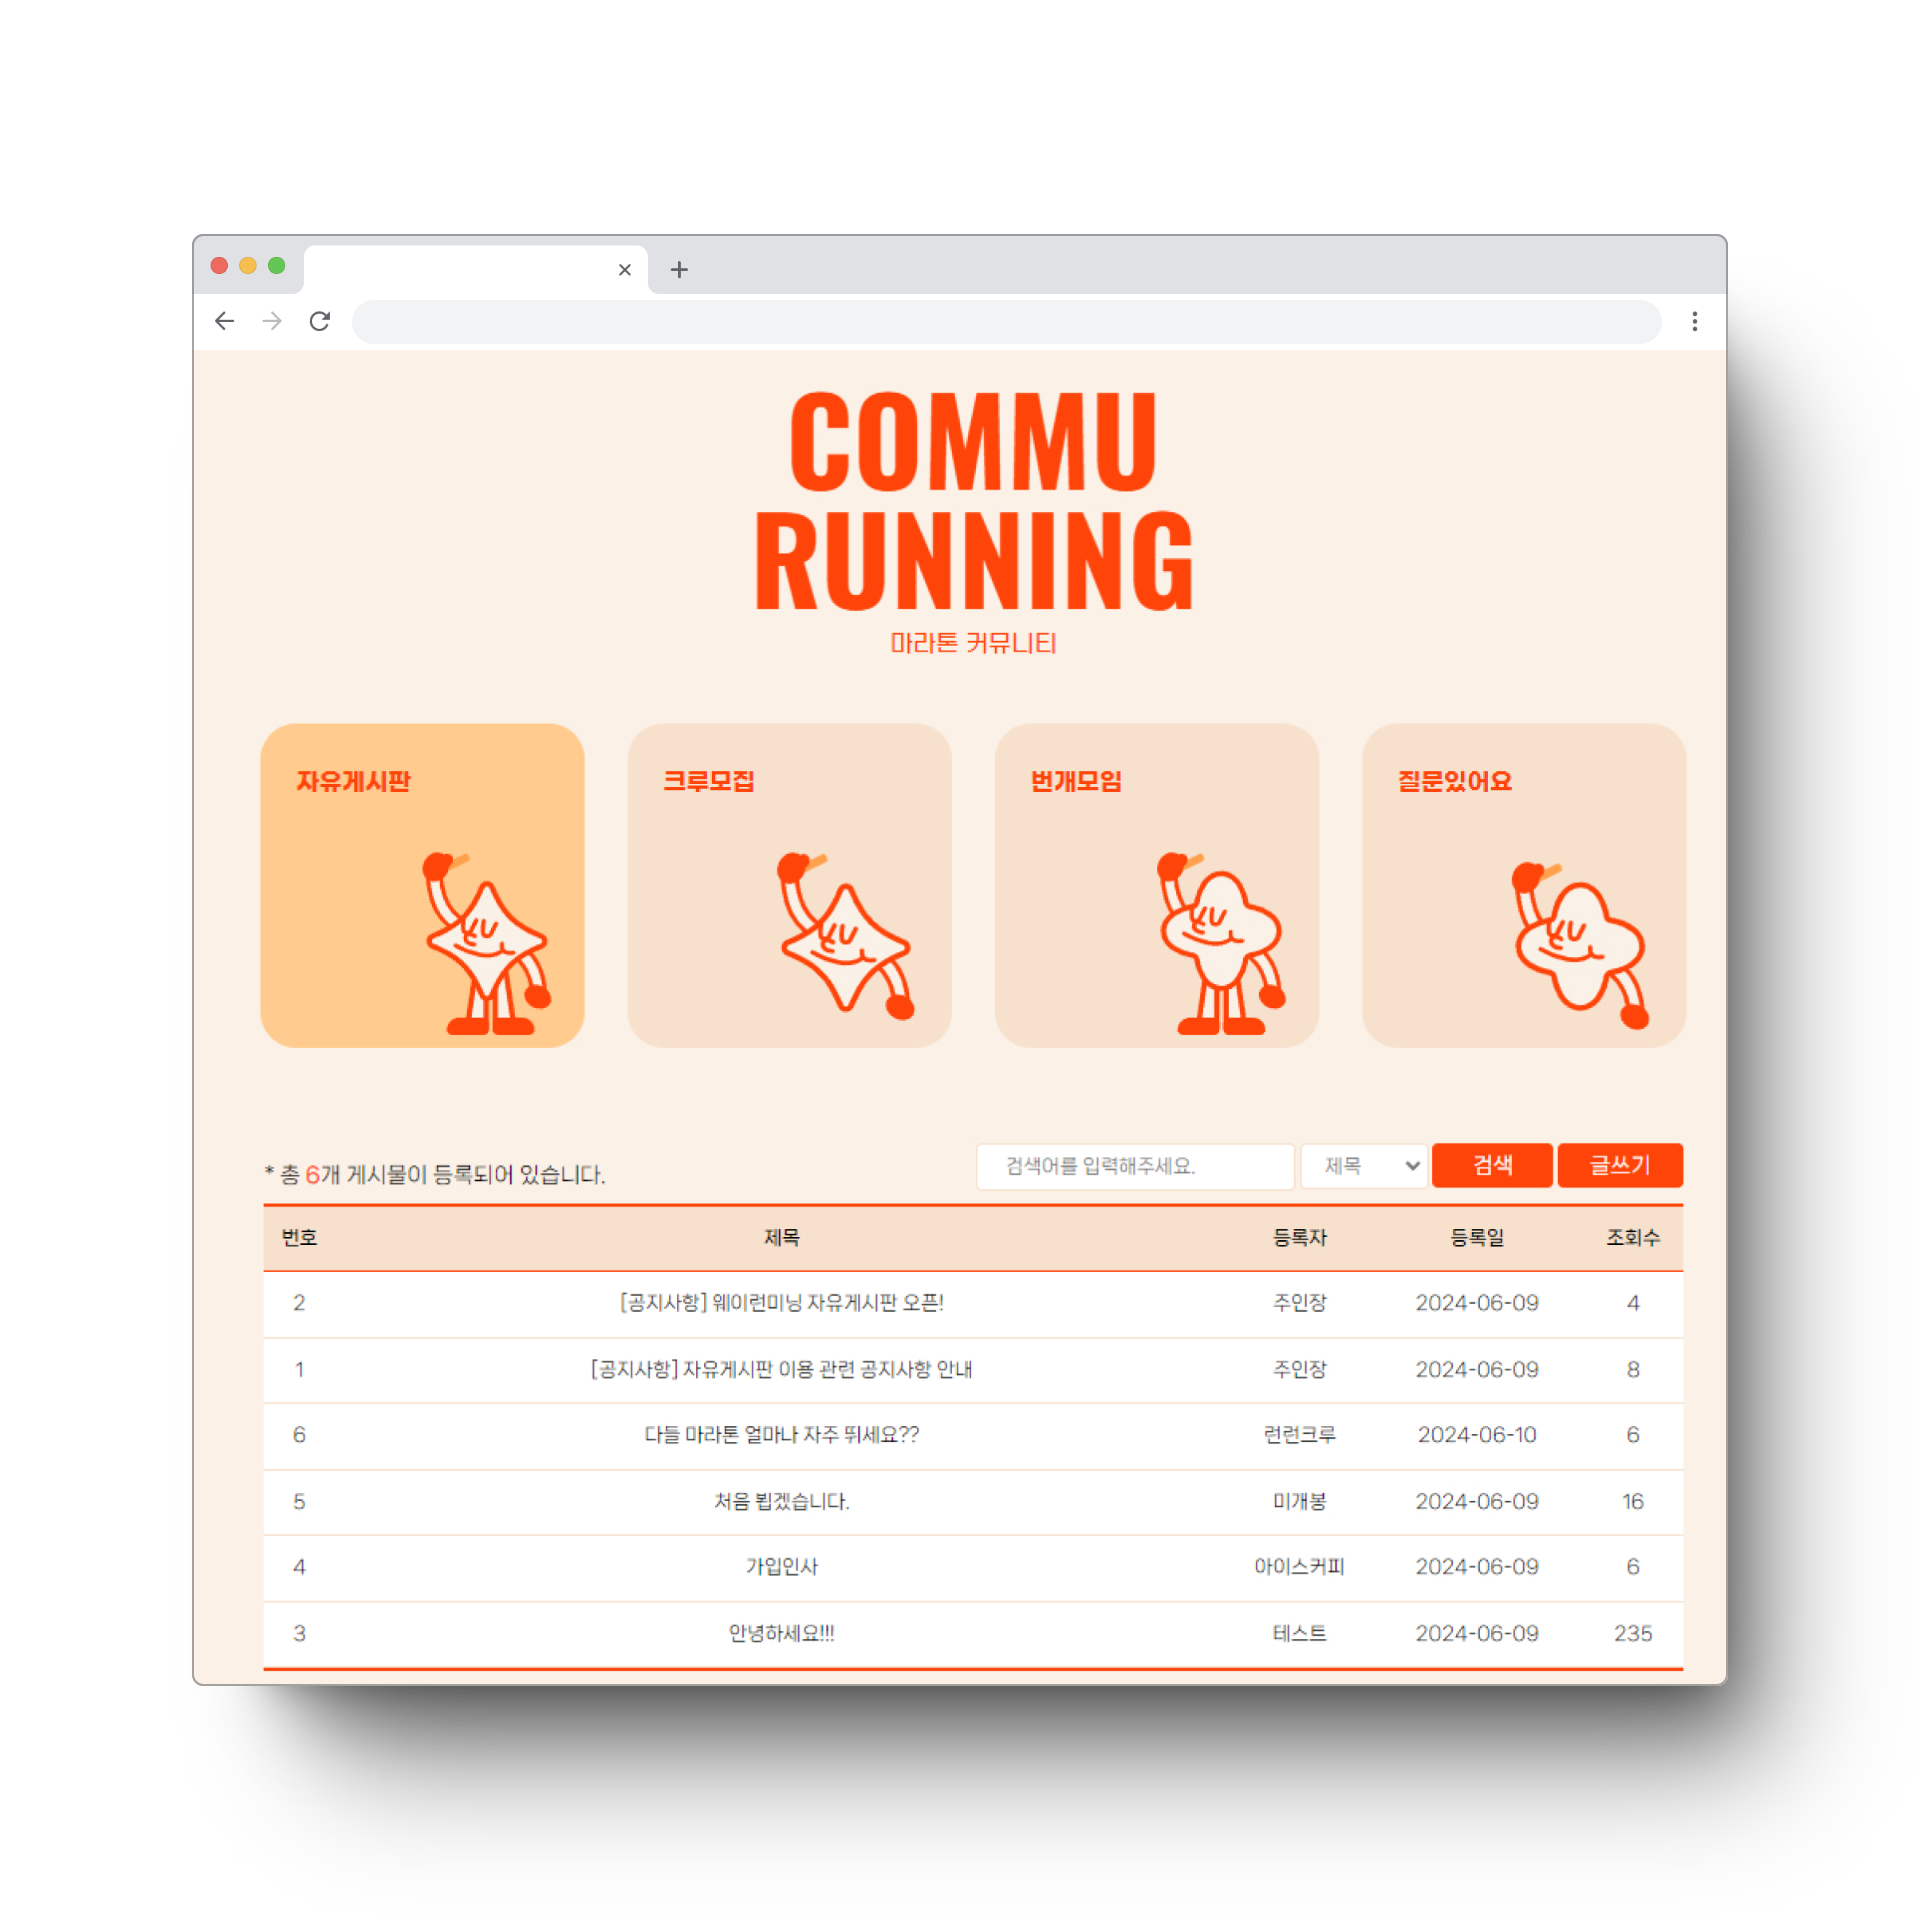 COMMU
RUNNING
마라톤 커뮤니티
자유게시판 크루모집 번개모임 질문있어요
* 총 6개 게시물이 등록되어 있습니다. 검색어를 입력해주세요. 제목 검색 글쓰기
번호 제목 등록자 등록일 조회수
2 [공지사항] 웨이런미닝 자유게시판 오픈! 주인장 2024-06-09 4
1 [공지사항] 자유게시판 이용 관련 공지사항 안내 주인장 2024-06-09 8
6 다들 마라톤 얼마나 자주 뛰세요?? 런런크루 2024-06-10 6
5 처음 뵙겠습니다. 미개봉 2024-06-09 16
4 가입인사 아이스커피 2024-06-09 6
3 안녕하세요!!! 테스트 2024-06-09 235